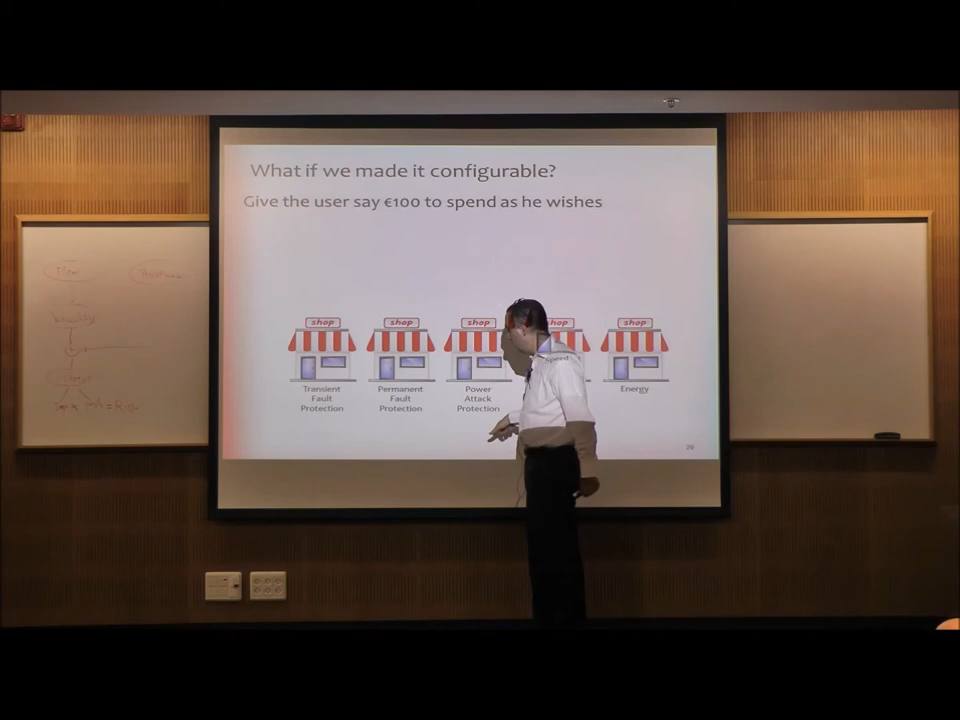 What if we made it configurable?
Give the user say €100 to spend as he wishes
shop
shop
shop
shop
shop
Transient
Fault
Protection
Permanent
Fault
Protection
Power
Attack
Protection
Speed
Energy